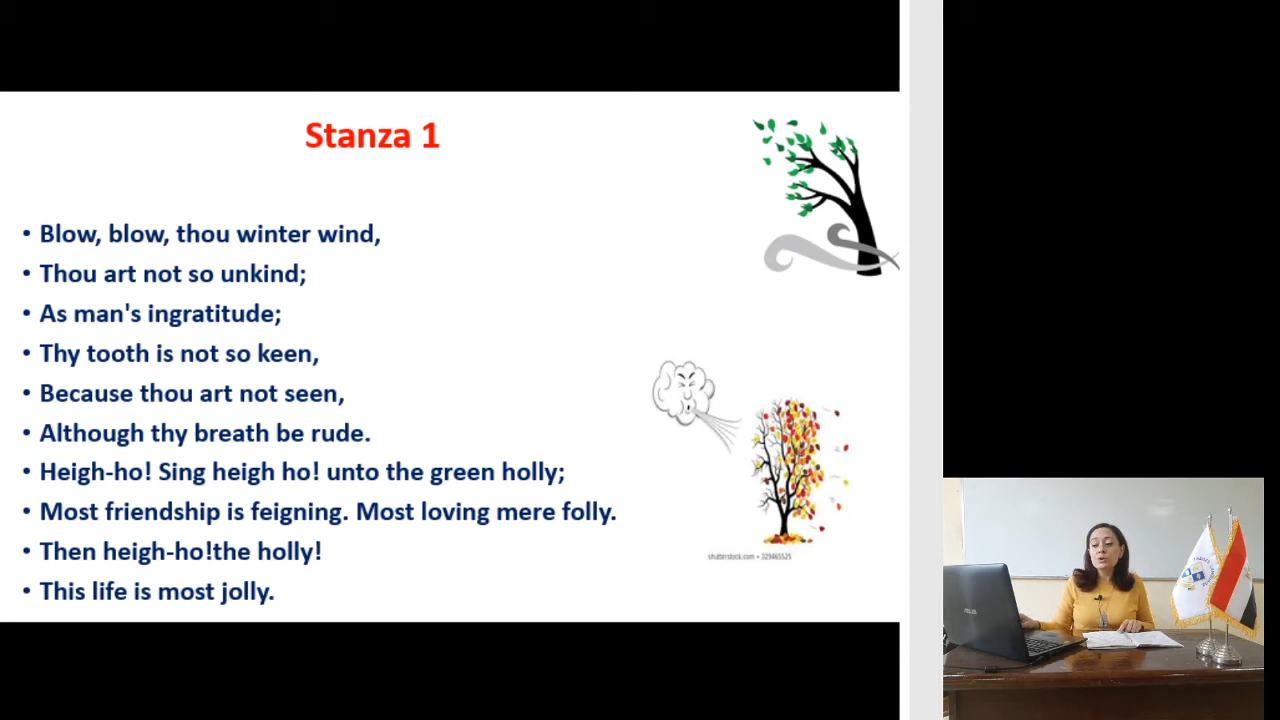 Stanza 1
• Blow, blow, thou winter wind,
• Thou art not so unkind;
• As man's ingratitude;
• Thy tooth is not so keen,
• Because thou art not seen,
• Although thy breath be rude.
• Heigh-ho! Sing heigh ho! unto the green holly;
• Most friendship is feigning. Most loving mere folly.
• Then heigh-ho!the holly!
• This life is most jolly.
shutterstock.com • 329465525
ASUS